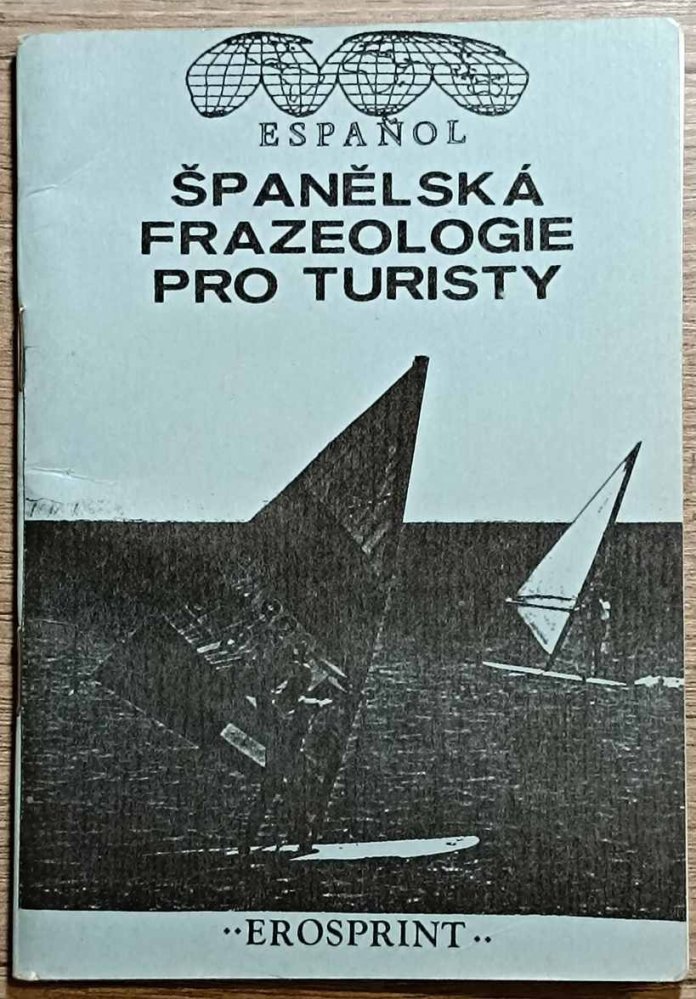 ESPAÑOL
ŠPANĚLSKÁ
FRAZEOLOGIE
PRO TURISTY
··EROSPRINT··